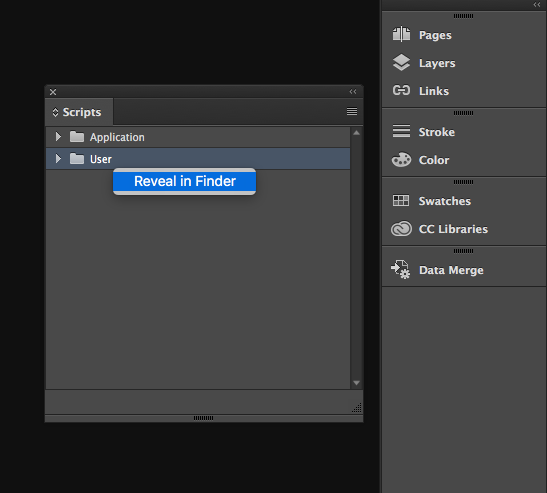 Scripts
Application
User
Reveal in Finder
Pages
Layers
Links
Stroke
Color
Swatches
CC Libraries
Data Merge